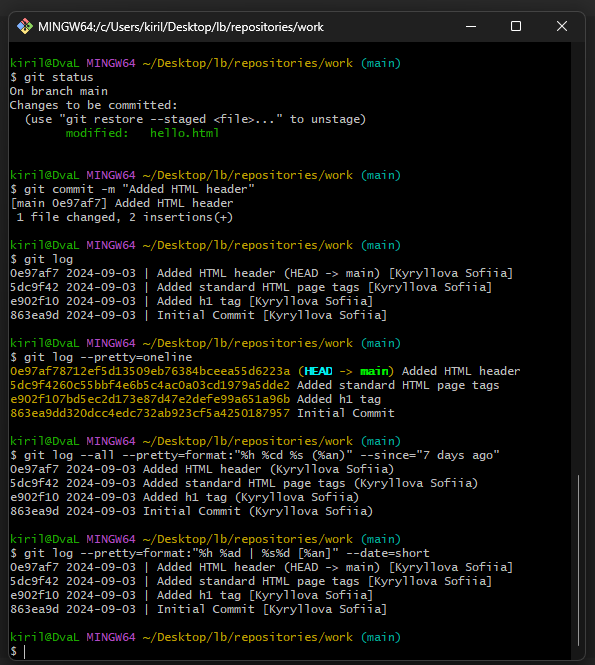 MINGW64:/c/Users/kiril/Desktop/lb/repositories/work
kiril@DvaL MINGW64 ~/Desktop/lb/repositories/work (main)
$ git status
On branch main
Changes to be committed:
  (use "git restore --staged <file>..." to unstage)
        modified:   hello.html
kiril@DvaL MINGW64 ~/Desktop/lb/repositories/work (main)
$ git commit -m "Added HTML header"
[main 0e97af7] Added HTML header
 1 file changed, 2 insertions(+)
kiril@DvaL MINGW64 ~/Desktop/lb/repositories/work (main)
$ git log
0e97af7 2024-09-03 | Added HTML header (HEAD -> main) [Kyryllova Sofiia]
5dc9f42 2024-09-03 | Added standard HTML page tags [Kyryllova Sofiia]
e902f10 2024-09-03 | Added h1 tag [Kyryllova Sofiia]
863ea9d 2024-09-03 | Initial Commit [Kyryllova Sofiia]
kiril@DvaL MINGW64 ~/Desktop/lb/repositories/work (main)
$ git log --pretty=oneline
0e97af78712ef5d13509eb76384bceea55d6223a (HEAD -> main) Added HTML header
5dc9f4260c55bbf4e6b5c4ac0a03cd1979a5dde2 Added standard HTML page tags
e902f107bd5ec2d173e87d47e2defe99a651a96b Added h1 tag
863ea9dd320dcc4edc732ab923cf5a4250187957 Initial Commit
kiril@DvaL MINGW64 ~/Desktop/lb/repositories/work (main)
$ git log --all --pretty=format:"%h %cd %s (%an)" --since="7 days ago"
0e97af7 2024-09-03 Added HTML header (Kyryllova Sofiia)
5dc9f42 2024-09-03 Added standard HTML page tags (Kyryllova Sofiia)
e902f10 2024-09-03 Added h1 tag (Kyryllova Sofiia)
863ea9d 2024-09-03 Initial Commit (Kyryllova Sofiia)
kiril@DvaL MINGW64 ~/Desktop/lb/repositories/work (main)
$ git log --pretty=format:"%h %ad | %s%d [%an]" --date=short
0e97af7 2024-09-03 | Added HTML header (HEAD -> main) [Kyryllova Sofiia]
5dc9f42 2024-09-03 | Added standard HTML page tags [Kyryllova Sofiia]
e902f10 2024-09-03 | Added h1 tag [Kyryllova Sofiia]
863ea9d 2024-09-03 | Initial Commit [Kyryllova Sofiia]
kiril@DvaL MINGW64 ~/Desktop/lb/repositories/work (main)
$